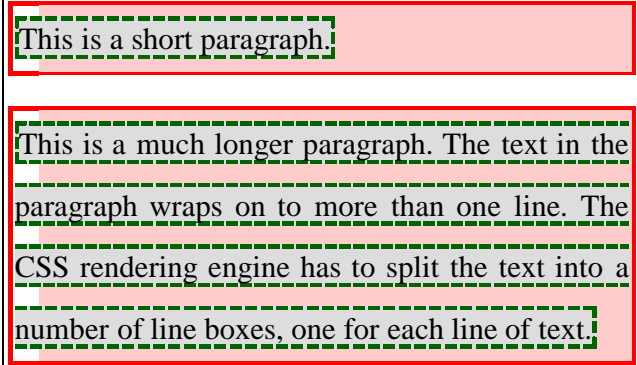 This is a short paragraph.
This is a much longer paragraph. The text in the
paragraph wraps on to more than one line. The
CSS rendering engine has to split the text into a
number of line boxes, one for each line of text.